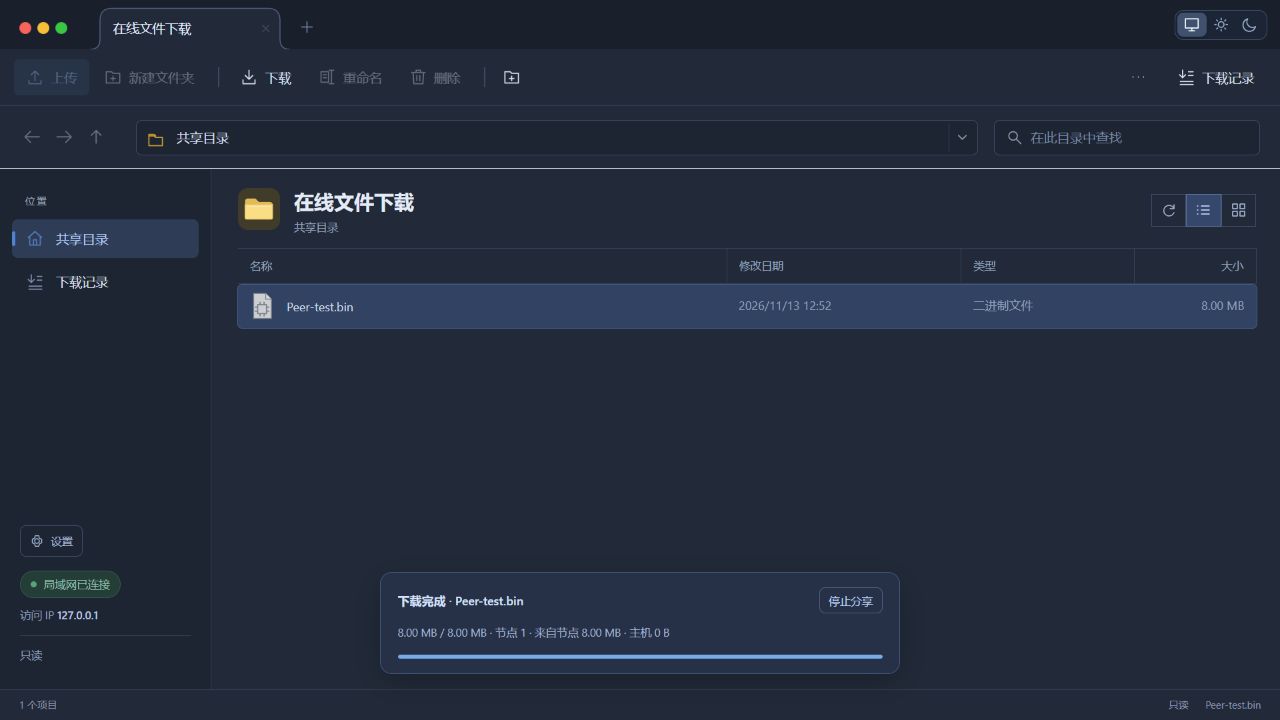 在线文件下载
上传 新建文件夹 下载 重命名 删除 ... 下载记录
共享目录 在此目录中查找
位置
共享目录
下载记录
在线文件下载
共享目录
名称 修改日期 类型 大小
Peer-test.bin 2026/11/13 12:52 二进制文件 8.00 MB
设置
局域网已连接
访问 IP 127.0.0.1
只读
下载完成 · Peer-test.bin 停止分享
8.00 MB / 8.00 MB · 节点 1 · 来自节点 8.00 MB · 主机 0 B
1 个项目 只读 Peer-test.bin